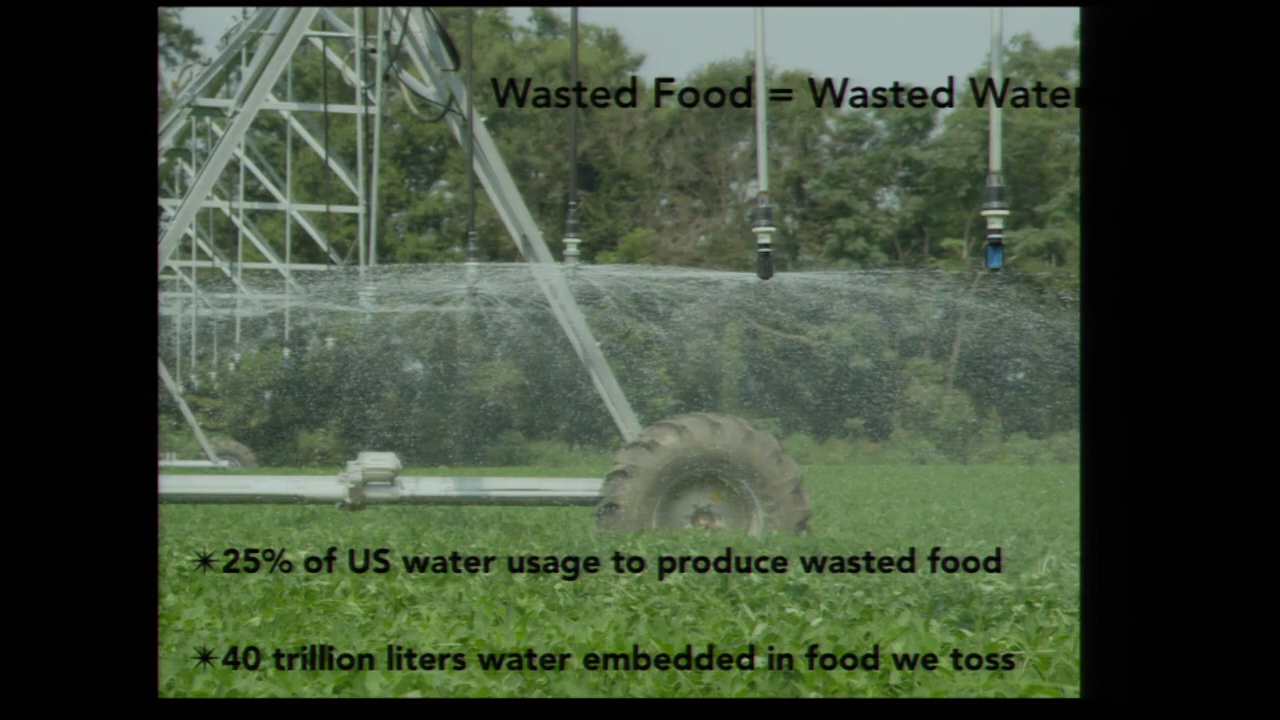 Wasted Food = Wasted Water
✴25% of US water usage to produce wasted food
✴40 trillion liters water embedded in food we toss